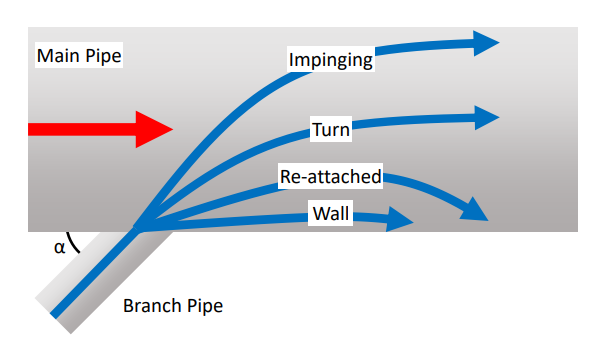 Main Pipe
Impinging
Turn
Re-attached
Wall
α
Branch Pipe